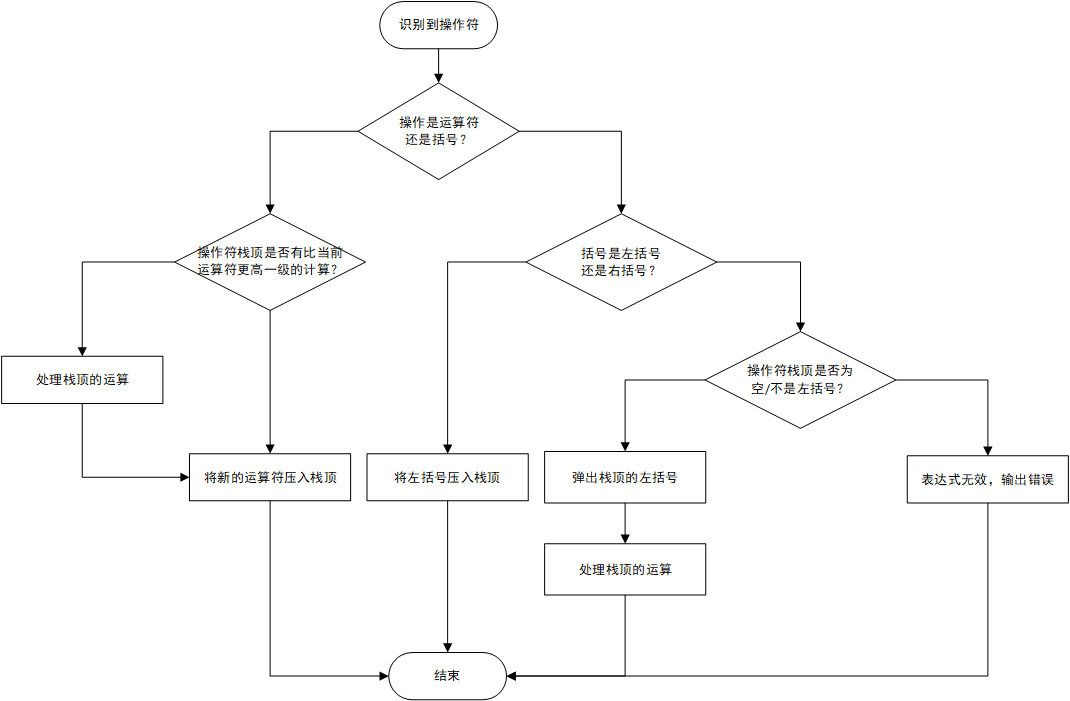 识别到操作符
操作是运算符
还是括号？
操作符栈顶是否有比当前
运算符更高一级的计算？
括号是左括号
还是右括号？
处理栈顶的运算
操作符栈顶是否为
空/不是左括号？
将新的运算符压入栈顶
将左括号压入栈顶
弹出栈顶的左括号
表达式无效，输出错误
处理栈顶的运算
结束